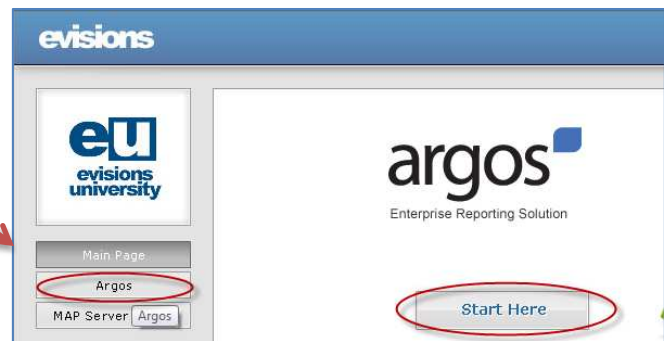 evisions
eu
evisions
university
Main Page
Argos
MAP Server
Argos
argos
Enterprise Reporting Solution
Start Here